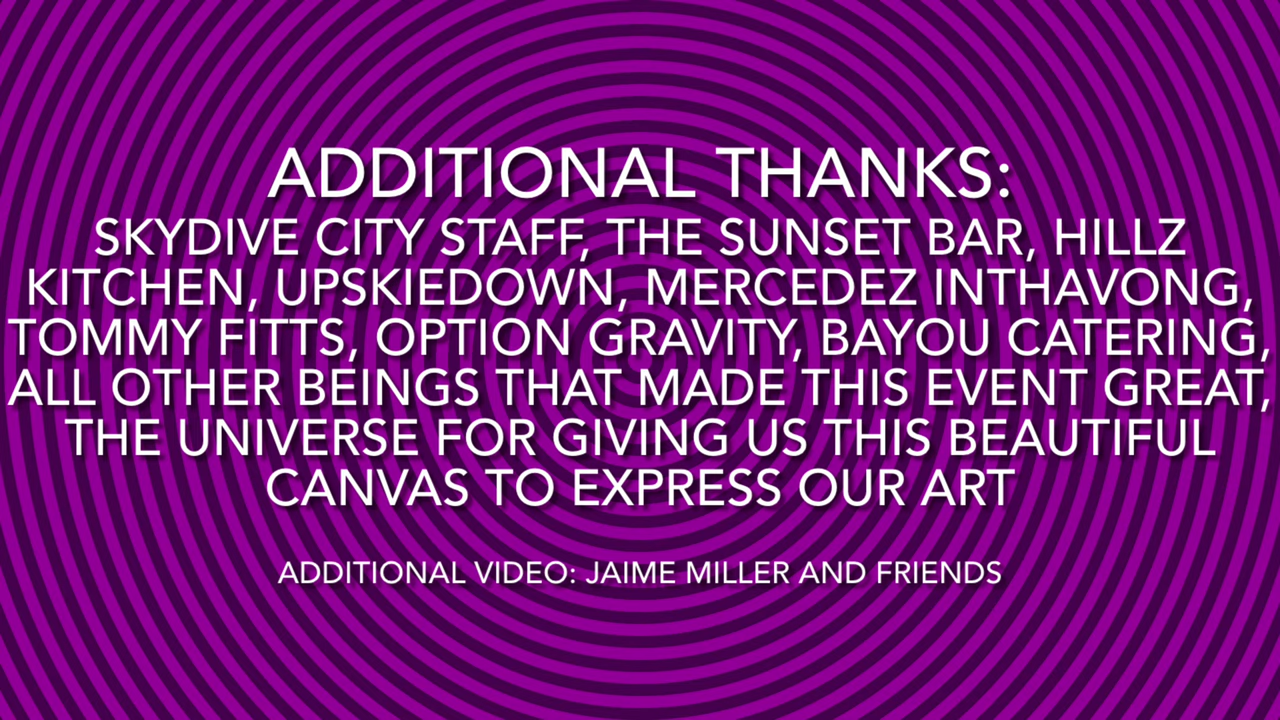 ADDITIONAL THANKS:
SKYDIVE CITY STAFF, THE SUNSET BAR, HILLZ
KITCHEN, UPSKIEDOWN, MERCEDEZ INTHAVONG,
TOMMY FITTS, OPTION GRAVITY, BAYOU CATERING,
ALL OTHER BEINGS THAT MADE THIS EVENT GREAT,
THE UNIVERSE FOR GIVING US THIS BEAUTIFUL
CANVAS TO EXPRESS OUR ART
ADDITIONAL VIDEO: JAIME MILLER AND FRIENDS